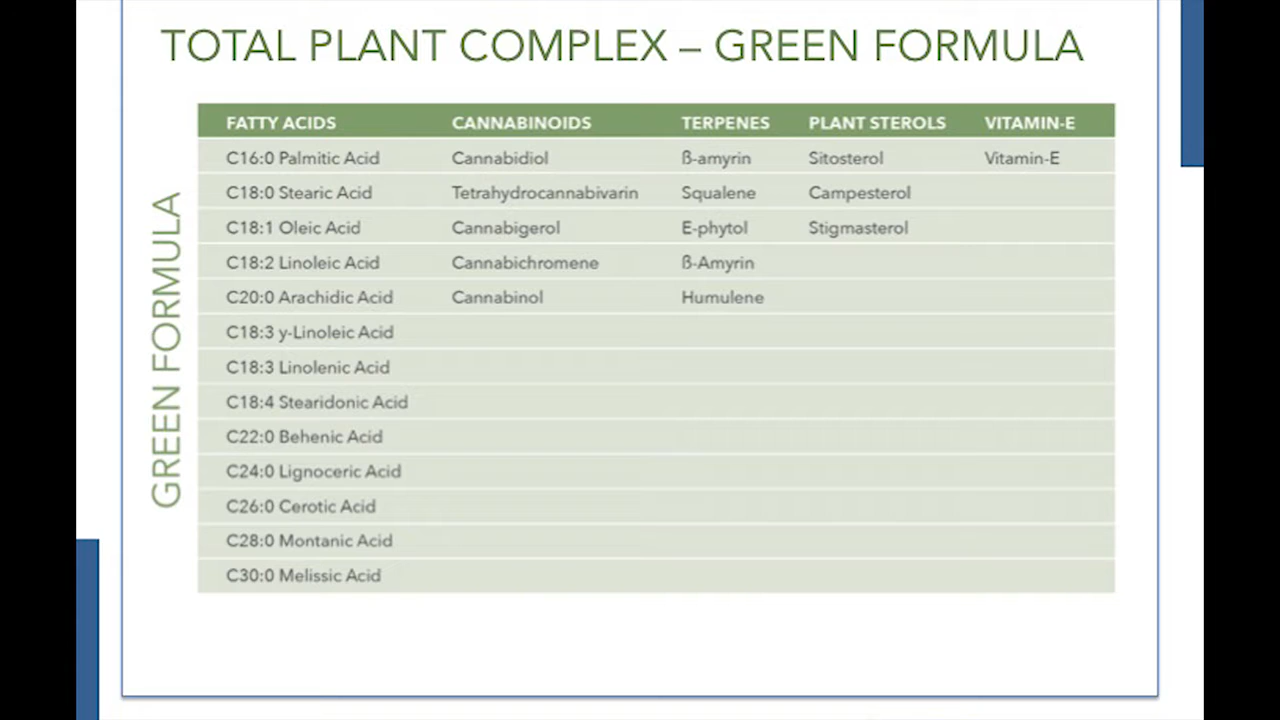 TOTAL PLANT COMPLEX – GREEN FORMULA
GREEN FORMULA
FATTY ACIDS CANNABINOIDS TERPENES PLANT STEROLS VITAMIN-E
C16:0 Palmitic Acid Cannabidiol ß-amyrin Sitosterol Vitamin-E
C18:0 Stearic Acid Tetrahydrocannabivarin Squalene Campesterol
C18:1 Oleic Acid Cannabigerol E-phytol Stigmasterol
C18:2 Linoleic Acid Cannabichromene ß-Amyrin
C20:0 Arachidic Acid Cannabinol Humulene
C18:3 y-Linoleic Acid
C18:3 Linolenic Acid
C18:4 Stearidonic Acid
C22:0 Behenic Acid
C24:0 Lignoceric Acid
C26:0 Cerotic Acid
C28:0 Montanic Acid
C30:0 Melissic Acid